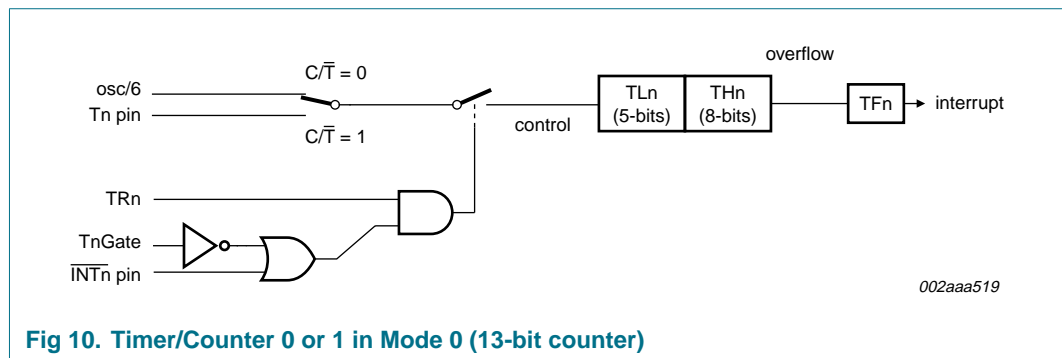 overflow
osc/6
C/T̅ = 0
Tn pin
C/T̅ = 1
control
TLn
(5-bits)
THn
(8-bits)
TFn
interrupt
TRn
TnGate
I̅N̅T̅n̅ pin
002aaa519
Fig 10. Timer/Counter 0 or 1 in Mode 0 (13-bit counter)